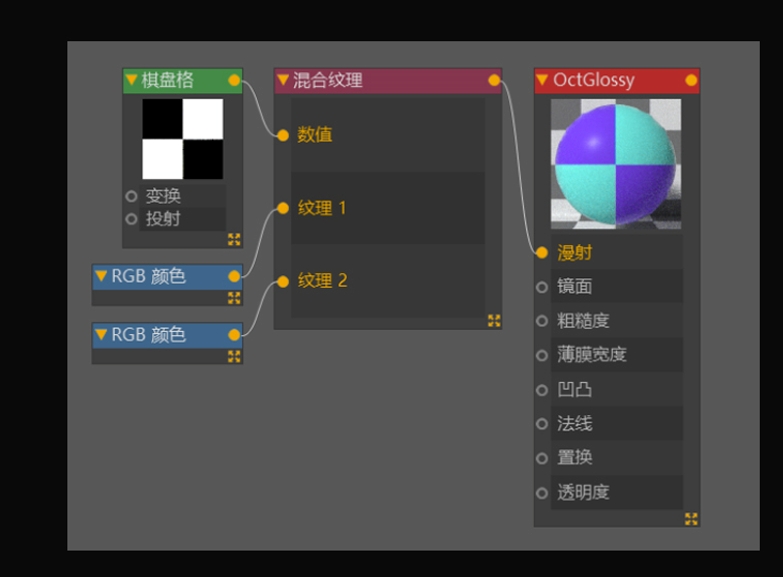 棋盘格
变换
投射
RGB 颜色
RGB 颜色
混合纹理
数值
纹理 1
纹理 2
OctGlossy
漫射
镜面
粗糙度
薄膜宽度
凹凸
法线
置换
透明度